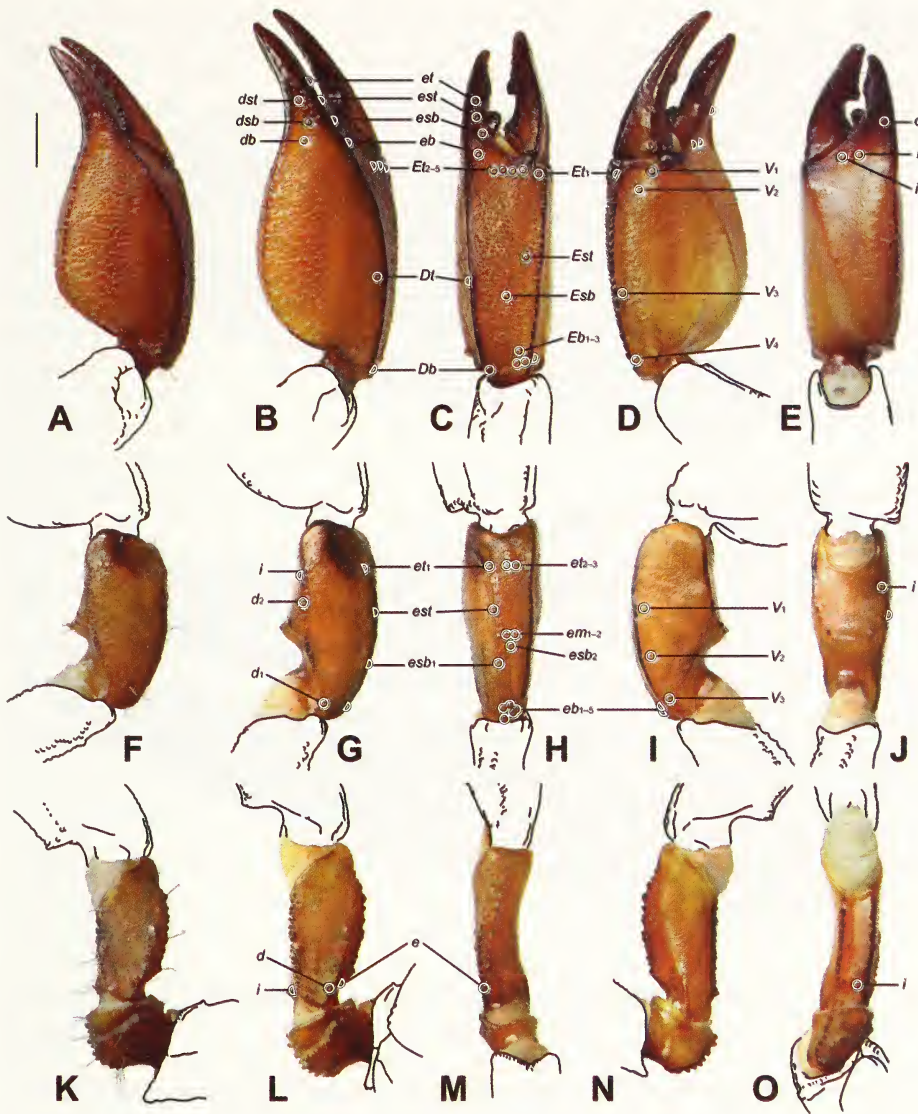 et
est
esb
eb
Et2-5
dst
dsb
db
Dt
Db
Et1
Est
Esb
Eb1-3
V1
V2
V3
V4
A
B
C
D
E
i
d2
d1
et1
est
esb1
et2-3
em1-2
esb2
eb1-5
V1
V2
V3
i
F
G
H
I
J
d
i
e
i
K
L
M
N
O